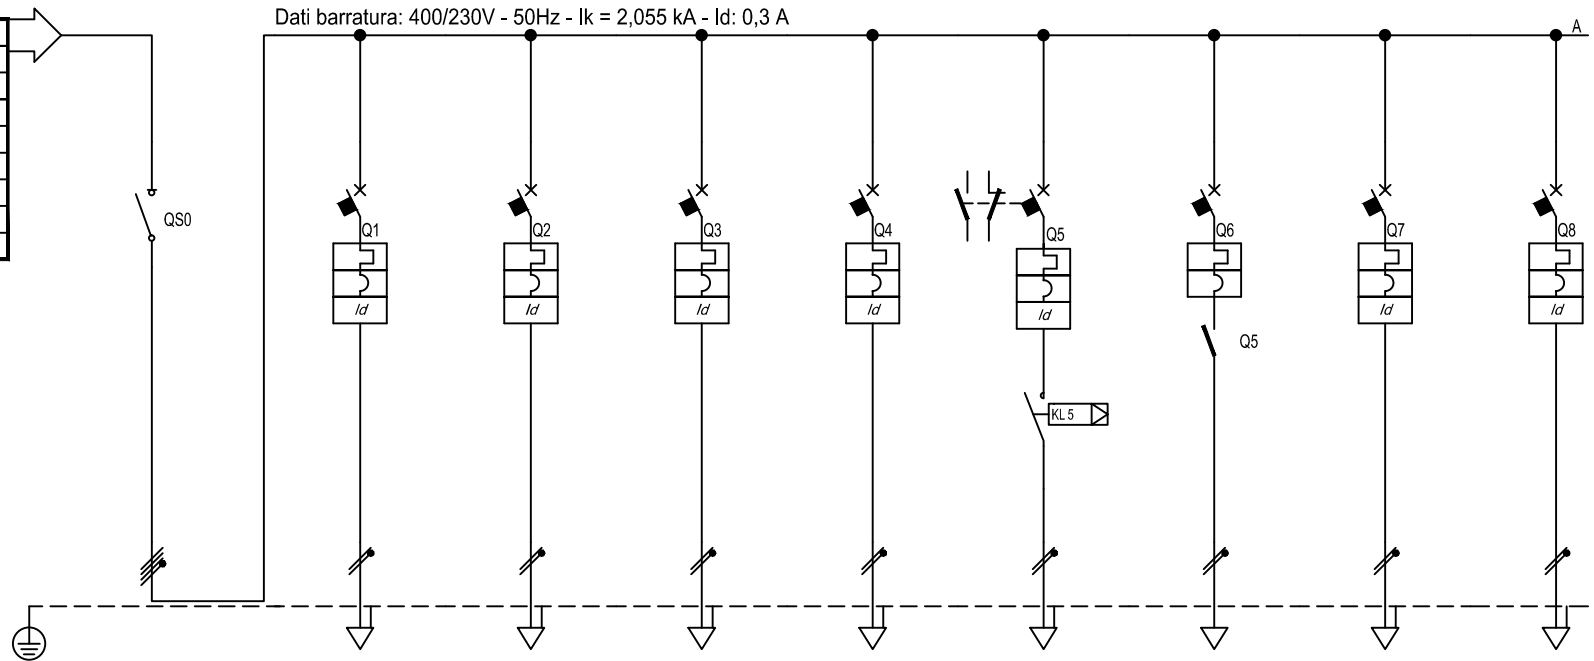 Dati barratura: 400/230V - 50Hz - Ik = 2,055 kA - Id: 0,3 A
A
QS0
Q1
Q2
Q3
Q4
Q5
Q6
Q7
Q8
Id
Id
Id
Id
Id
Id
Id
Q5
KL 5